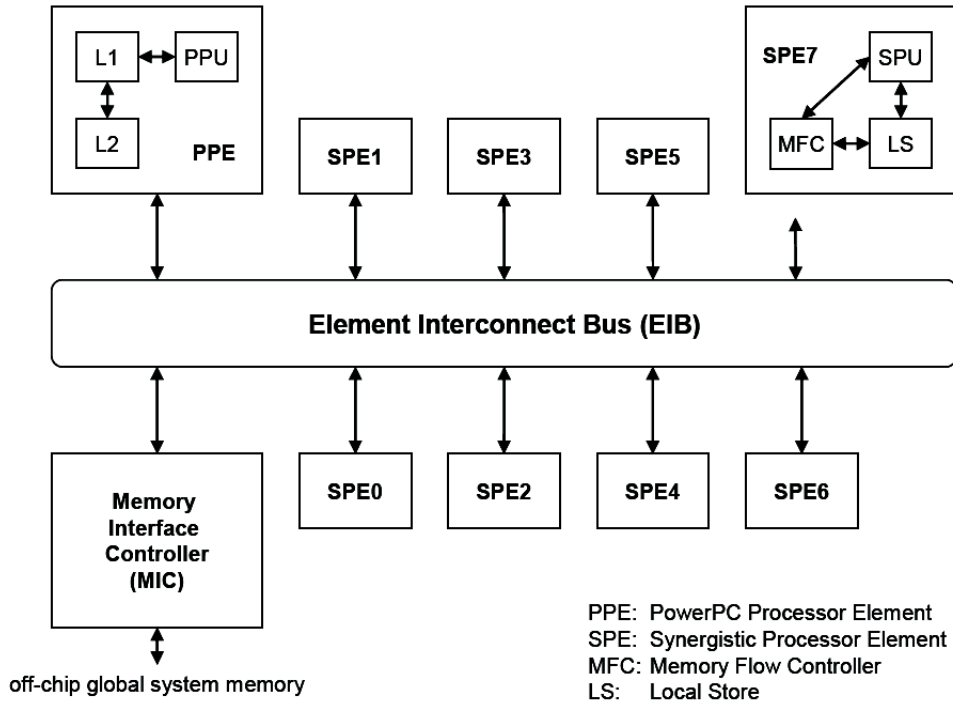 L1
PPU
L2
PPE
SPE7
SPU
MFC
LS
SPE1
SPE3
SPE5
Element Interconnect Bus (EIB)
Memory
Interface
Controller
(MIC)
SPE0
SPE2
SPE4
SPE6
off-chip global system memory
PPE: PowerPC Processor Element
SPE: Synergistic Processor Element
MFC: Memory Flow Controller
LS: Local Store